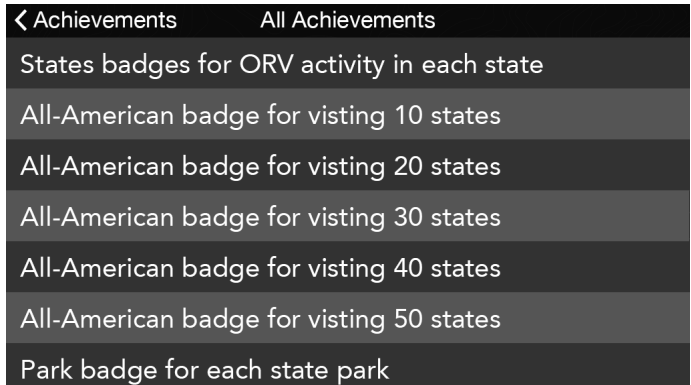 Achievements All Achievements
States badges for ORV activity in each state
All-American badge for visting 10 states
All-American badge for visting 20 states
All-American badge for visting 30 states
All-American badge for visting 40 states
All-American badge for visting 50 states
Park badge for each state park